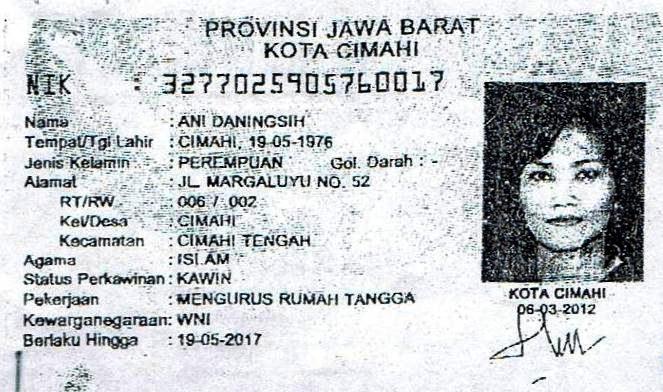 PROVINSI JAWA BARAT
KOTA CIMAHI
NIK : 3277025905760017
Nama : ANI DANINGSIH
Tempat/Tgl Lahir : CIMAHI, 19-05-1976
Jenis Kelamin : PEREMPUAN Gol. Darah : -
Alamat : JL. MARGALUYU NO. 52
RT/RW : 006 / 002
Kel/Desa : CIMAHI
Kecamatan : CIMAHI TENGAH
Agama : ISLAM
Status Perkawinan : KAWIN
Pekerjaan : MENGURUS RUMAH TANGGA
Kewarganegaraan: WNI
Berlaku Hingga : 19-05-2017
KOTA CIMAHI
06-03-2012